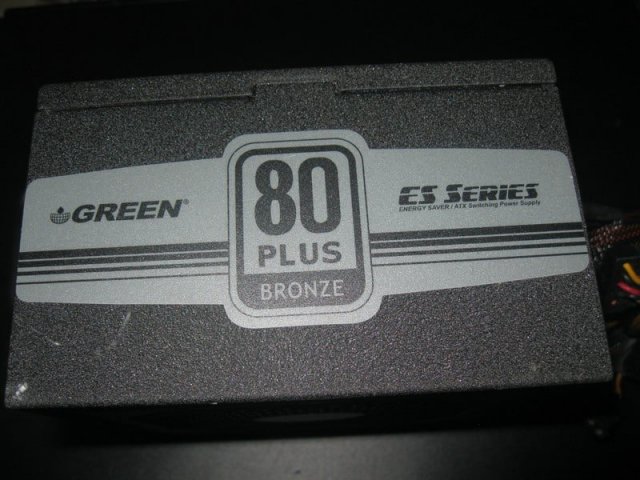 GREEN®
80
PLUS
BRONZE
ES SERIES
ENERGY SAVER / ATX Switching Power Supply